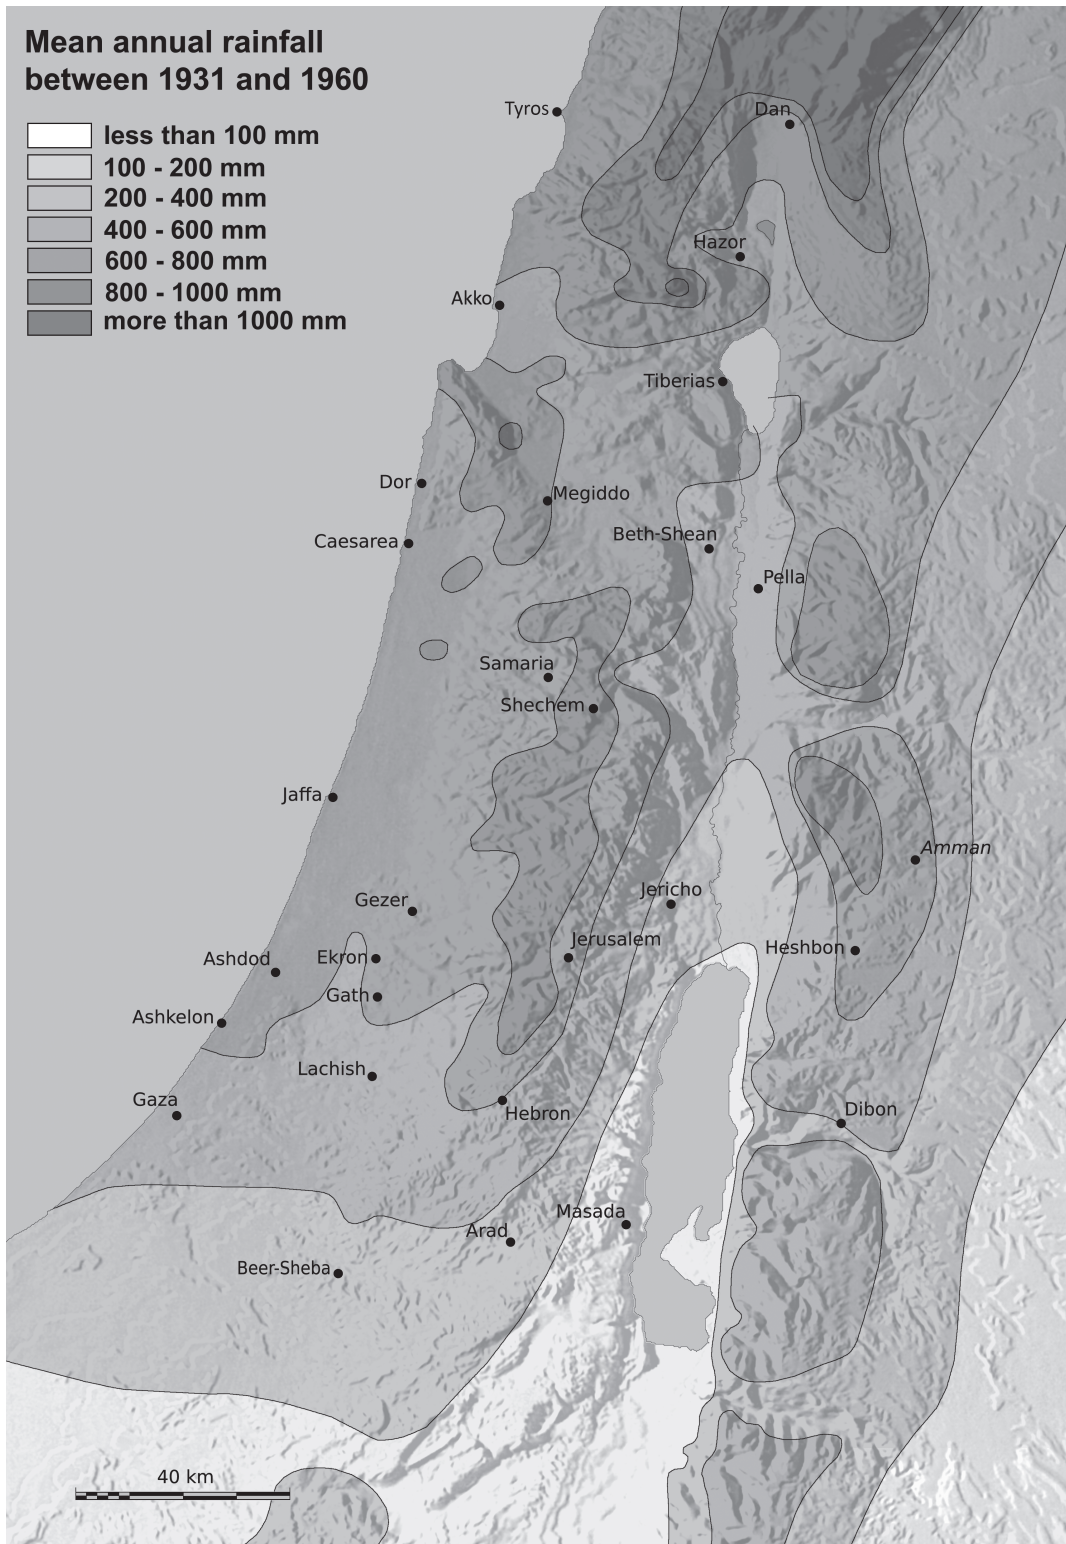 Mean annual rainfall
between 1931 and 1960
less than 100 mm
100 - 200 mm
200 - 400 mm
400 - 600 mm
600 - 800 mm
800 - 1000 mm
more than 1000 mm
Tyros
Dan
Hazor
Akko
Tiberias
Dor
Megiddo
Caesarea
Beth-Shean
Pella
Samaria
Shechem
Jaffa
Amman
Jericho
Gezer
Jerusalem
Heshbon
Ashdod
Ekron
Gath
Ashkelon
Lachish
Gaza
Hebron
Dibon
Masada
Arad
Beer-Sheba
40 km